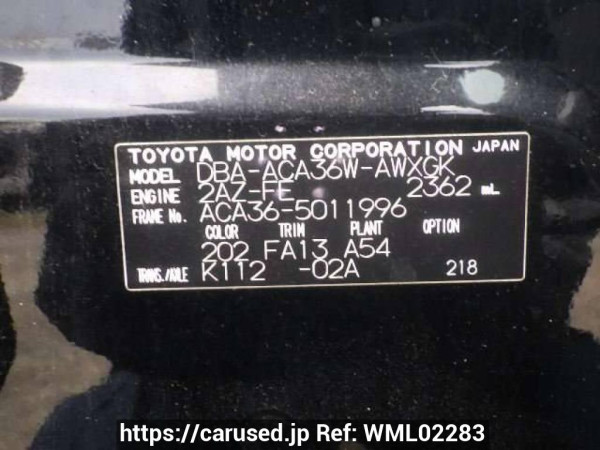 TOYOTA MOTOR CORPORATION JAPAN
MODEL DBA-ACA36W-AWXGK
ENGINE 2AZ-FE 2362 mL
FRAME No. ACA36-5011996
COLOR TRIM PLANT OPTION
202 FA13 A54
TRANS./AXLE K112 -02A 218
https://carused.jp Ref: WML02283